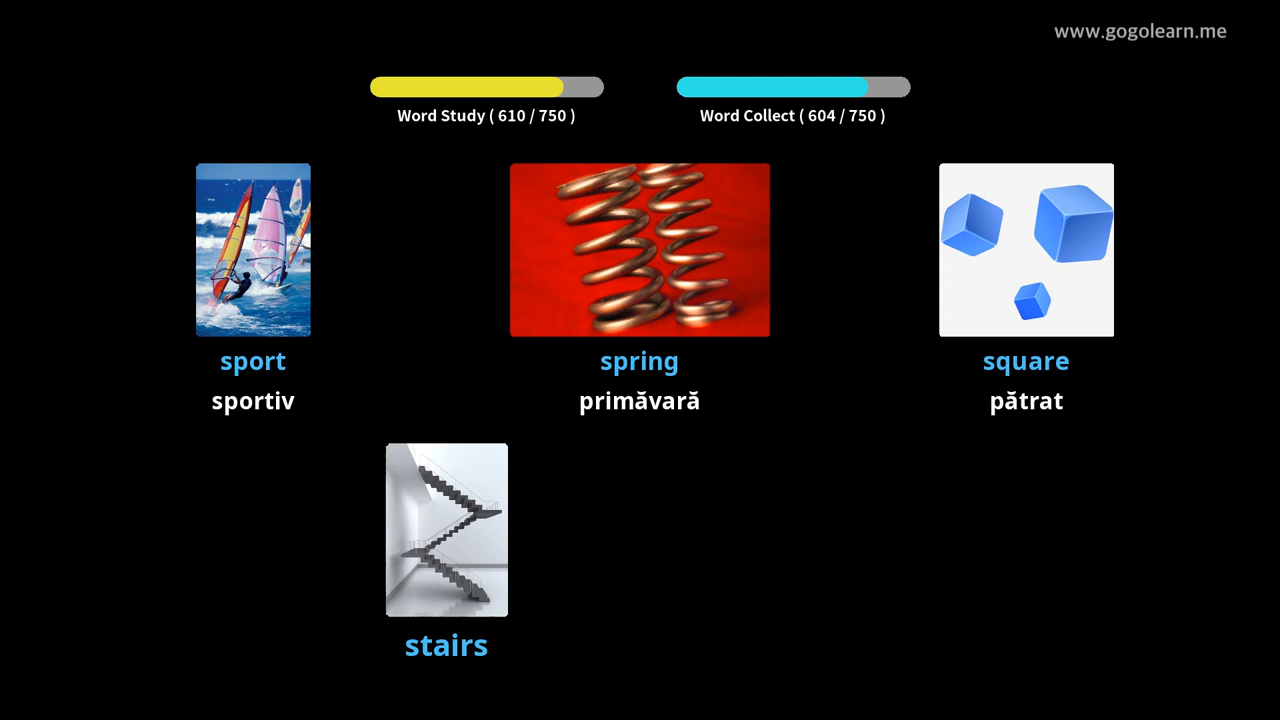 www.gogolearn.me
Word Study ( 610 / 750 )
Word Collect ( 604 / 750 )
sport
spring
square
sportiv
primăvară
pătrat
stairs